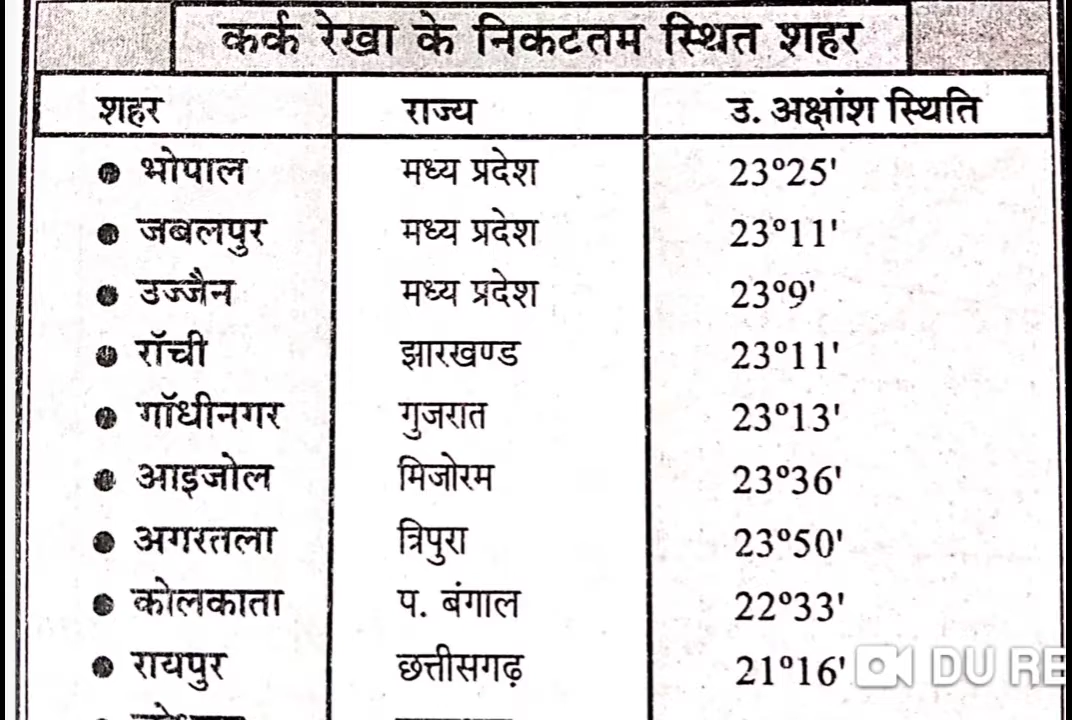 कर्क रेखा के निकटतम स्थित शहर
शहर राज्य उ. अक्षांश स्थिति
● भोपाल मध्य प्रदेश 23°25'
● जबलपुर मध्य प्रदेश 23°11'
● उज्जैन मध्य प्रदेश 23°9'
● रॉची झारखण्ड 23°11'
● गॉधीनगर गुजरात 23°13'
● आइजोल मिजोरम 23°36'
● अगरतला त्रिपुरा 23°50'
● कोलकाता प. बंगाल 22°33'
● रायपुर छत्तीसगढ़ 21°16'
DU RE